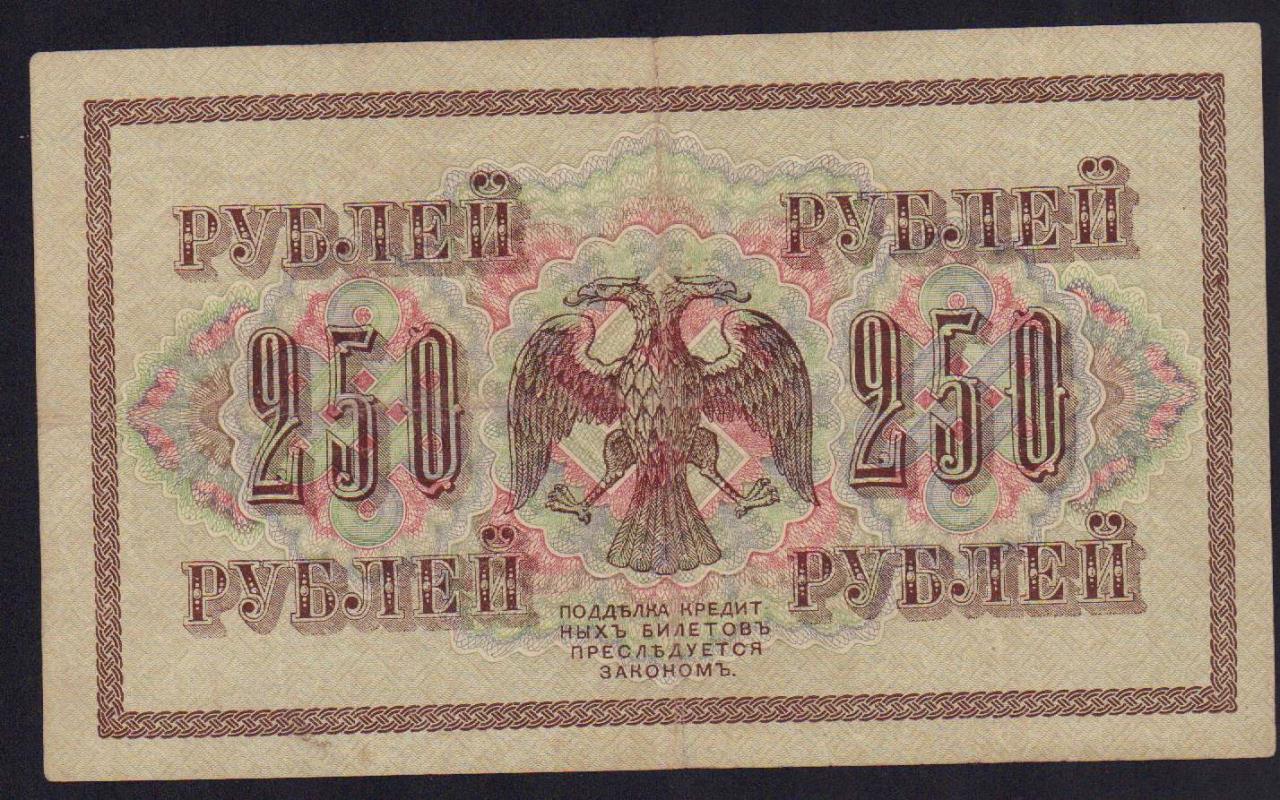 РУБЛЕЙ РУБЛЕЙ
250 250
РУБЛЕЙ РУБЛЕЙ
ПОДДѢЛКА КРЕДИТ
НЫХЪ БИЛЕТОВЪ
ПРЕСЛѢДУЕТСЯ
ЗАКОНОМЪ.